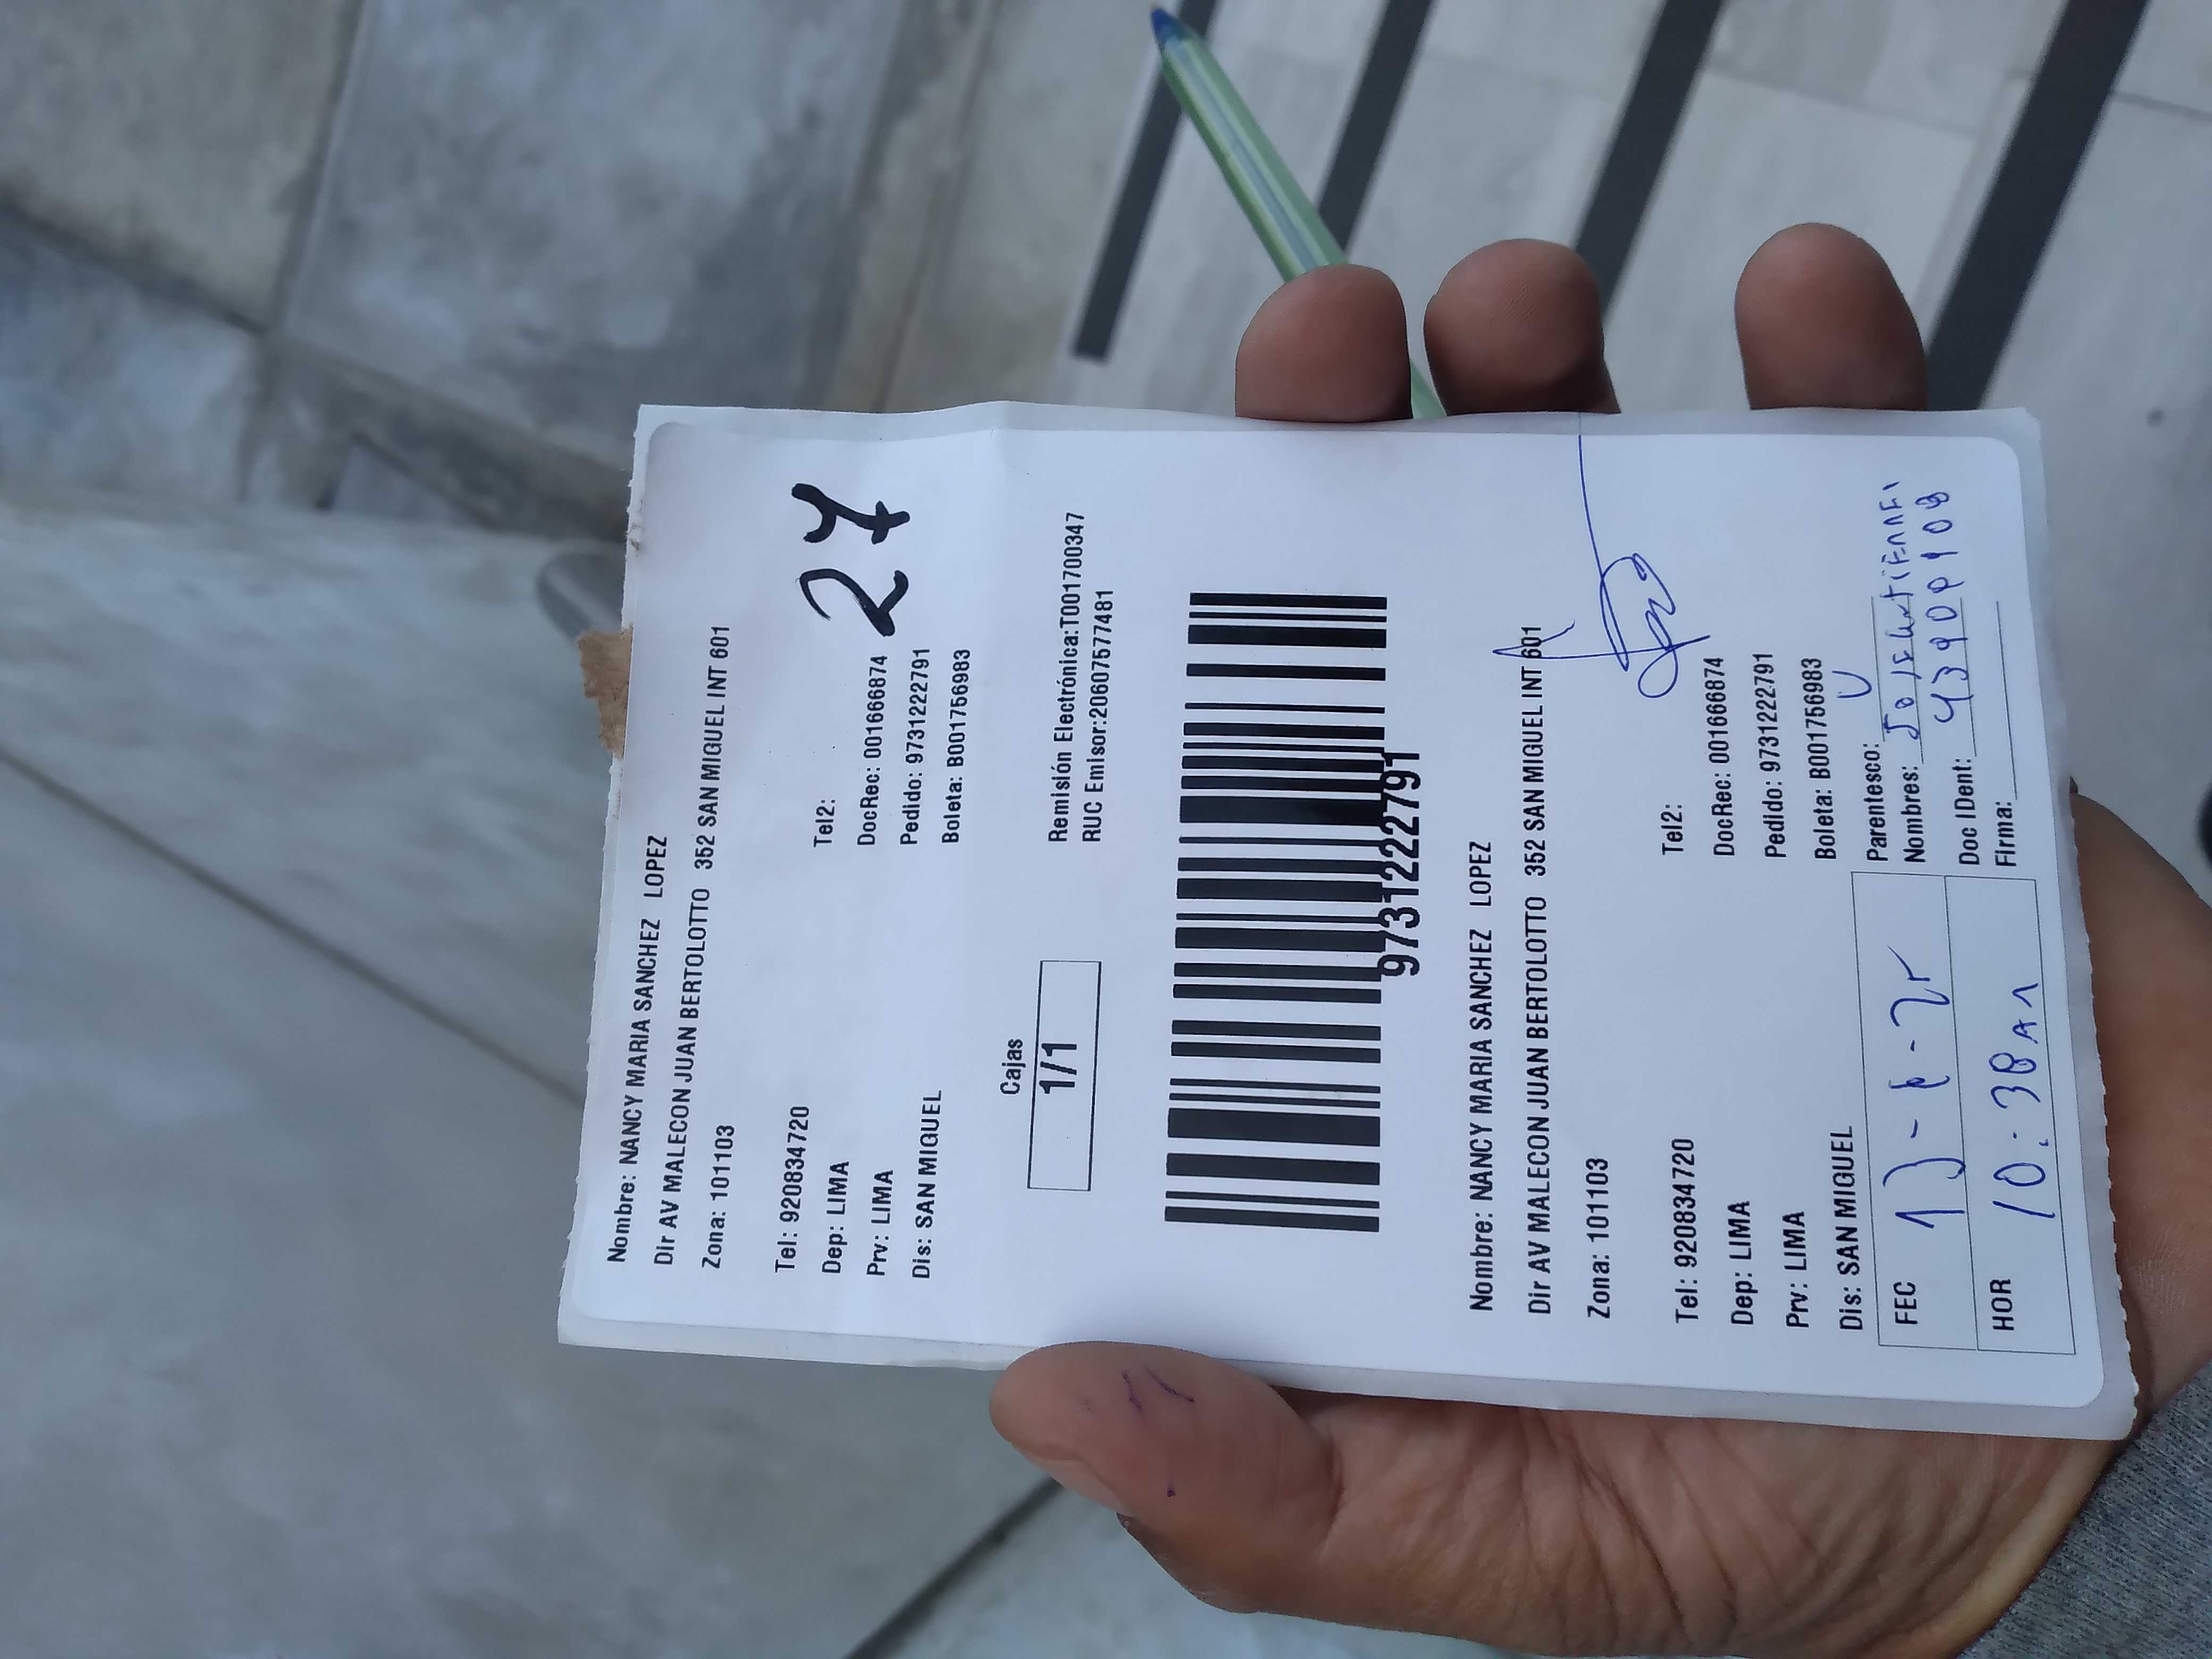 Nombre: NANCY MARIA SANCHEZ LOPEZ
Dir AV MALECON JUAN BERTOLOTTO 352 SAN MIGUEL INT 601
Zona: 101103
27
Tel: 920834720 Tel2:
Dep: LIMA DocRec: 001666874
Prv: LIMA Pedido: 9731222791
Dis: SAN MIGUEL Boleta: B001756983
Cajas
1/1
Remisión Electrónica:T001700347
RUC Emisor:20607577481
9731222791
Nombre: NANCY MARIA SANCHEZ LOPEZ
Dir AV MALECON JUAN BERTOLOTTO 352 SAN MIGUEL INT 601
Zona: 101103
Tel: 920834720 Tel2:
Dep: LIMA DocRec: 001666874
Prv: LIMA Pedido: 9731222791
Dis: SAN MIGUEL Boleta: B001756983
FEC
Parentesco:
Nombres:
HOR 10:38 Am
Doc IDent:
Firma: